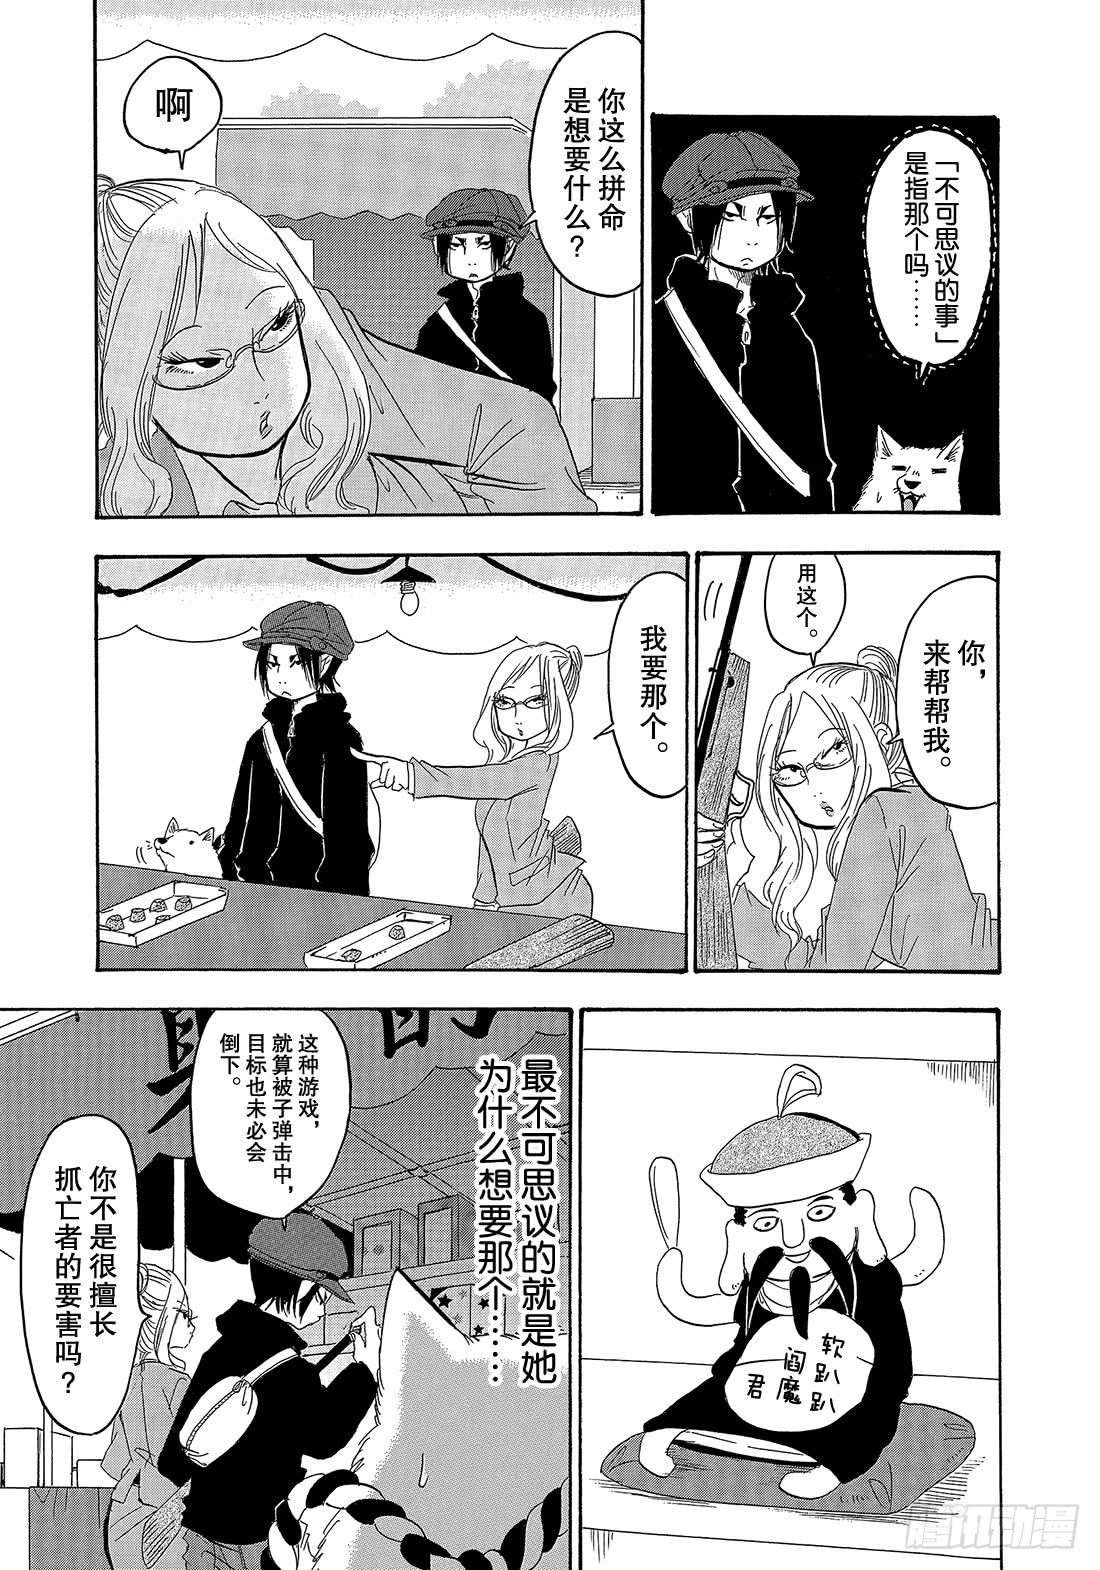 「不可思议的事」
是指那个吗……
你这么拼命
是想要什么？
啊
你，
来帮帮我。
用这个。
我要那个。
软趴趴
阎魔
君
最不可思议的就是她
为什么想要那个……
这种游戏，
就算被子弹击中，
目标也未必会
倒下。
你不是很擅长
抓亡者的要害吗？
腾讯动漫